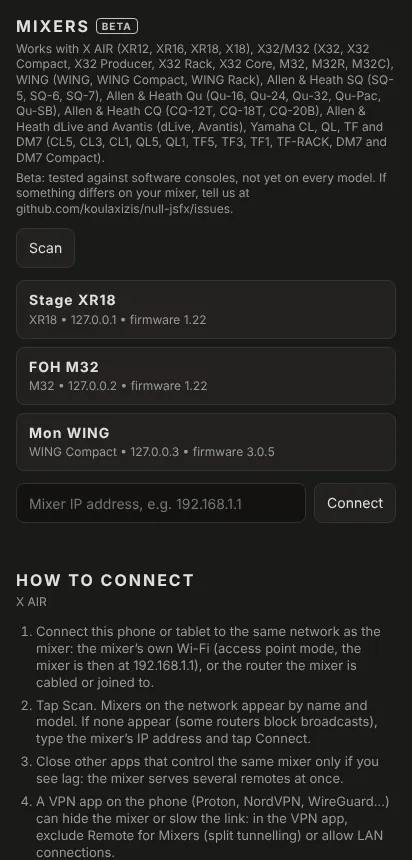 MIXERS BETA
Works with X AIR (XR12, XR16, XR18, X18), X32/M32 (X32, X32
Compact, X32 Producer, X32 Rack, X32 Core, M32, M32R, M32C),
WING (WING, WING Compact, WING Rack), Allen & Heath SQ (SQ-
5, SQ-6, SQ-7), Allen & Heath Qu (Qu-16, Qu-24, Qu-32, Qu-Pac,
Qu-SB), Allen & Heath CQ (CQ-12T, CQ-18T, CQ-20B), Allen &
Heath dLive and Avantis (dLive, Avantis), Yamaha CL, QL, TF and
DM7 (CL5, CL3, CL1, QL5, QL1, TF5, TF3, TF1, TF-RACK, DM7 and
DM7 Compact).
Beta: tested against software consoles, not yet on every model. If
something differs on your mixer, tell us at
github.com/koulaxizis/null-jsfx/issues.
Scan
Stage XR18
XR18 • 127.0.0.1 • firmware 1.22
FOH M32
M32 • 127.0.0.2 • firmware 1.22
Mon WING
WING Compact • 127.0.0.3 • firmware 3.0.5
Mixer IP address, e.g. 192.168.1.1
Connect
HOW TO CONNECT
X AIR
1. Connect this phone or tablet to the same network as the
mixer: the mixer’s own Wi-Fi (access point mode, the
mixer is then at 192.168.1.1), or the router the mixer is
cabled or joined to.
2. Tap Scan. Mixers on the network appear by name and
model. If none appear (some routers block broadcasts),
type the mixer’s IP address and tap Connect.
3. Close other apps that control the same mixer only if you
see lag: the mixer serves several remotes at once.
4. A VPN app on the phone (Proton, NordVPN, WireGuard…)
can hide the mixer or slow the link: in the VPN app,
exclude Remote for Mixers (split tunnelling) or allow LAN
connections.